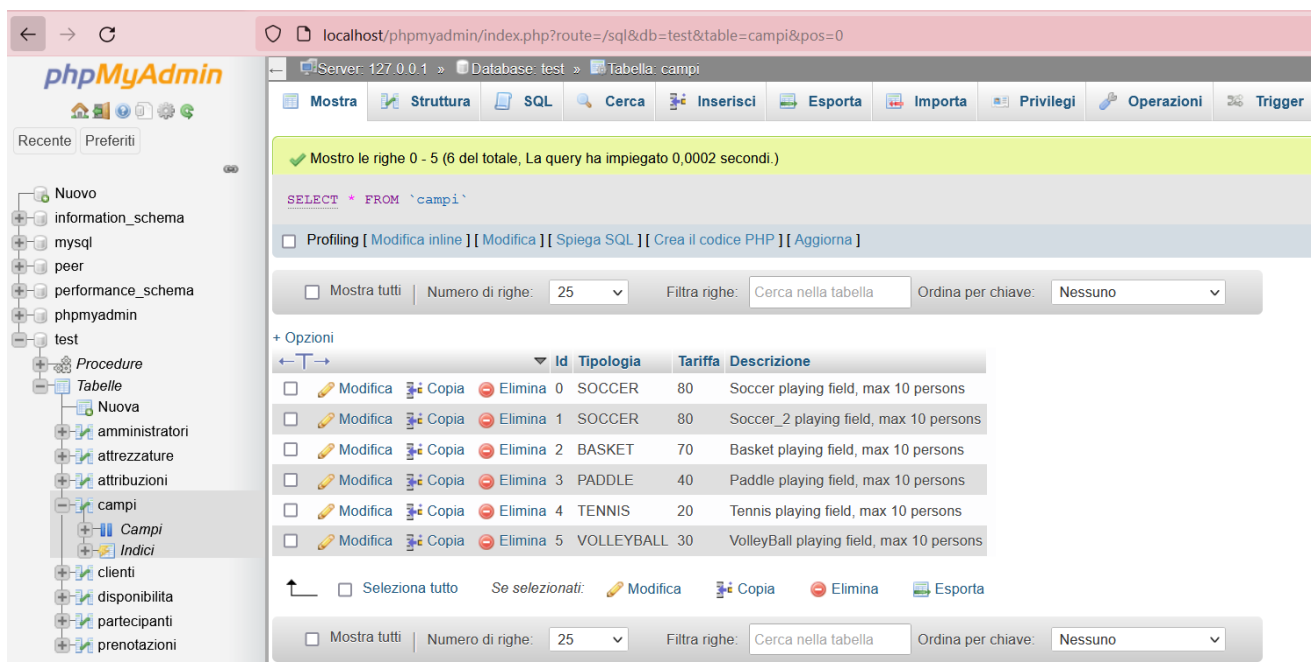 localhost/phpmyadmin/index.php?route=/sql&db=test&table=campi&pos=0
phpMyAdmin
Recente Preferiti
Nuovo
information_schema
mysql
peer
performance_schema
phpmyadmin
test
Procedure
Tabelle
Nuova
amministratori
attrezzature
attribuzioni
campi
Campi
Indici
clienti
disponibilita
partecipanti
prenotazioni
Server: 127.0.0.1 » Database: test » Tabella: campi
Mostra Struttura SQL Cerca Inserisci Esporta Importa Privilegi Operazioni Trigger
Mostro le righe 0 - 5 (6 del totale, La query ha impiegato 0,0002 secondi.)
SELECT * FROM `campi`
Profiling [ Modifica inline ] [ Modifica ] [ Spiega SQL ] [ Crea il codice PHP ] [ Aggiorna ]
Mostra tutti | Numero di righe: 25 Filtra righe: Cerca nella tabella Ordina per chiave: Nessuno
+ Opzioni
←T→ Id Tipologia Tariffa Descrizione
Modifica Copia Elimina 0 SOCCER 80 Soccer playing field, max 10 persons
Modifica Copia Elimina 1 SOCCER 80 Soccer_2 playing field, max 10 persons
Modifica Copia Elimina 2 BASKET 70 Basket playing field, max 10 persons
Modifica Copia Elimina 3 PADDLE 40 Paddle playing field, max 10 persons
Modifica Copia Elimina 4 TENNIS 20 Tennis playing field, max 10 persons
Modifica Copia Elimina 5 VOLLEYBALL 30 VolleyBall playing field, max 10 persons
Seleziona tutto Se selezionati: Modifica Copia Elimina Esporta
Mostra tutti | Numero di righe: 25 Filtra righe: Cerca nella tabella Ordina per chiave: Nessuno